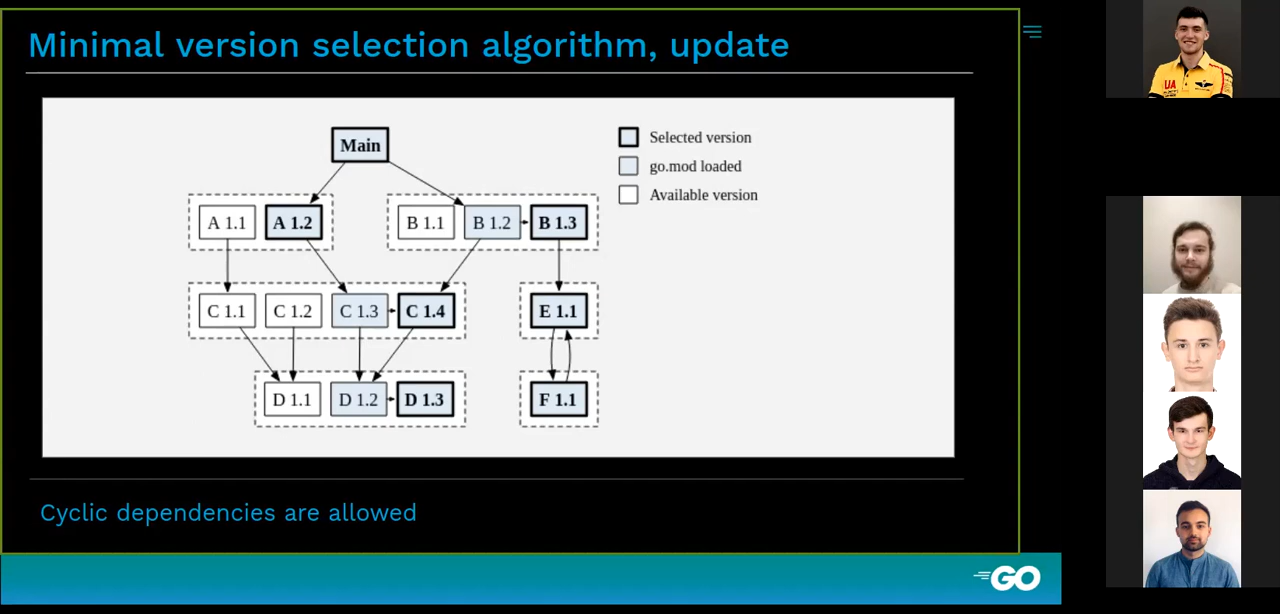 Minimal version selection algorithm, update
Main
Selected version
go.mod loaded
Available version
A 1.1 A 1.2 B 1.1 B 1.2 B 1.3
C 1.1 C 1.2 C 1.3 C 1.4 E 1.1
D 1.1 D 1.2 D 1.3 F 1.1
Cyclic dependencies are allowed
GO
UA